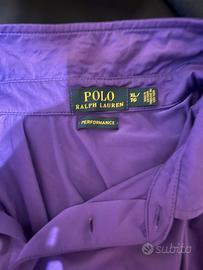 POLO
RALPH LAUREN
XL/
TG
PERFORMANCE
subito